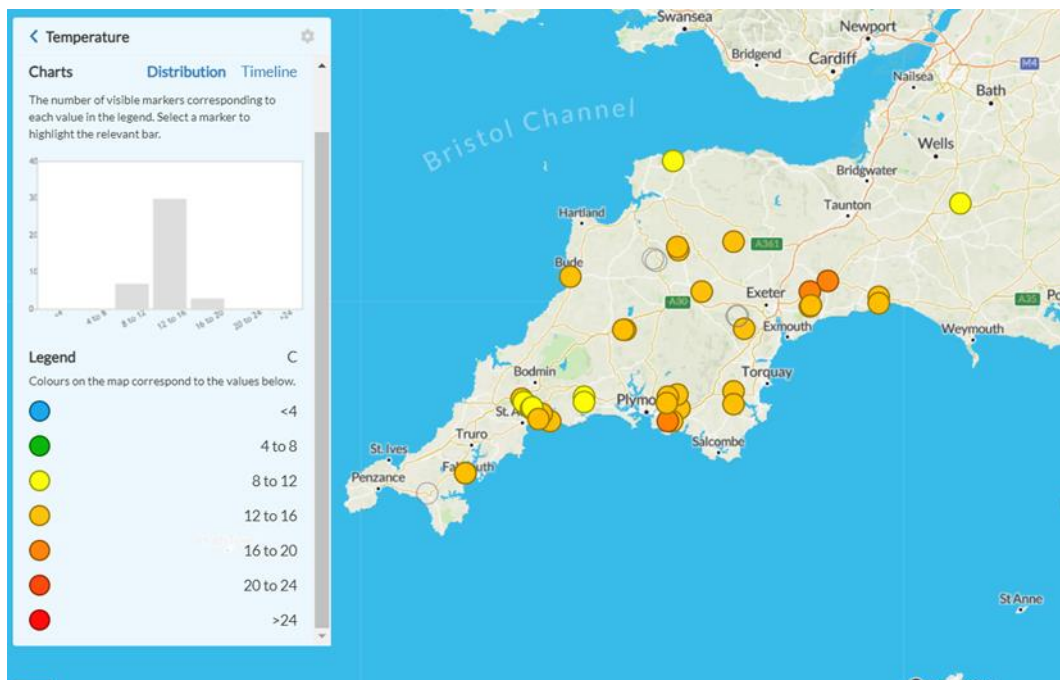 Temperature
Charts
Distribution
Timeline
The number of visible markers corresponding to
each value in the legend. Select a marker to
highlight the relevant bar.
40
30
20
10
0
<4
4 to 8
8 to 12
12 to 16
16 to 20
20 to 24
>24
Legend
C
Colours on the map correspond to the values below.
<4
4 to 8
8 to 12
12 to 16
16 to 20
20 to 24
>24
Swansea
Newport
Bridgend
Cardiff
M4
Nailsea
Bath
Bristol Channel
Wells
Bridgwater
Taunton
Hartland
A361
Bude
A30
Exeter
A35
Po
Exmouth
Weymouth
Bodmin
Torquay
Plymo
St. A
Truro
Salcombe
St. Ives
Fal
uth
Penzance
St Anne